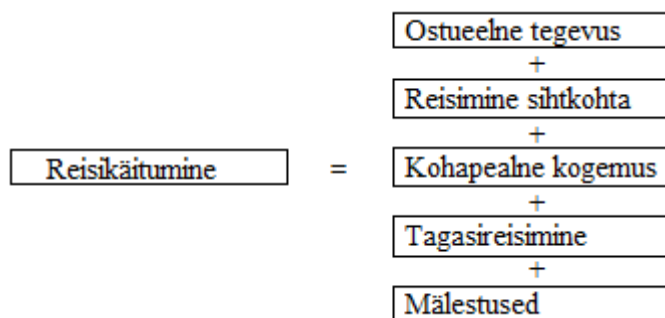 Ostueelne tegevus
+
Reisimine sihtkohta
+
Reisikäitumine = Kohapealne kogemus
+
Tagasireisimine
+
Mälestused